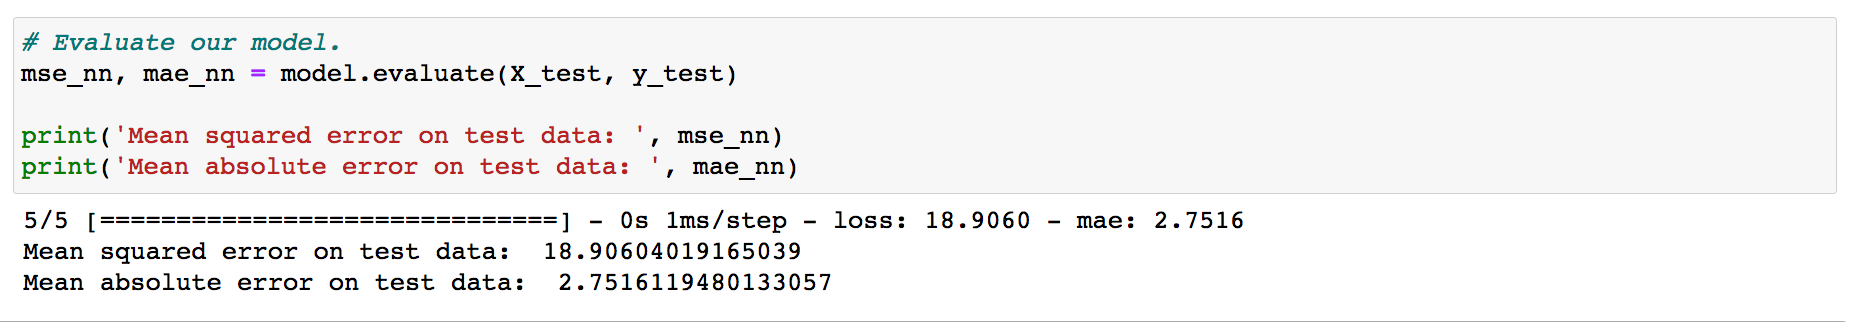 # Evaluate our model.
mse_nn, mae_nn = model.evaluate(X_test, y_test)
print('Mean squared error on test data: ', mse_nn)
print('Mean absolute error on test data: ', mae_nn)
5/5 [==============================] - 0s 1ms/step - loss: 18.9060 - mae: 2.7516
Mean squared error on test data:  18.90604019165039
Mean absolute error on test data:  2.7516119480133057